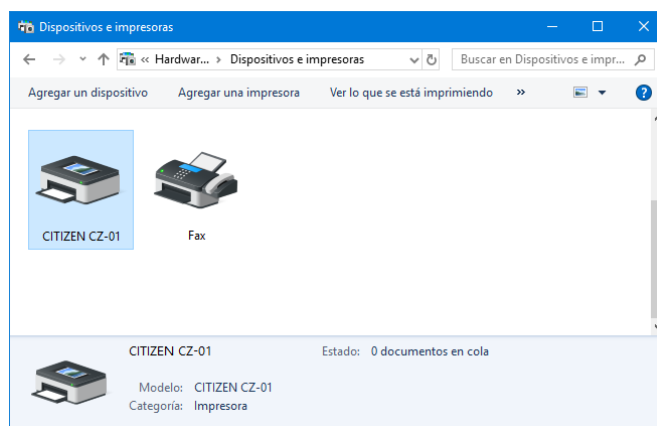 Dispositivos e impresoras
« Hardwar... › Dispositivos e impresoras
Buscar en Dispositivos e impr...
Agregar un dispositivo Agregar una impresora Ver lo que se está imprimiendo »
CITIZEN CZ-01
Fax
CITIZEN CZ-01 Estado: 0 documentos en cola
Modelo: CITIZEN CZ-01
Categoría: Impresora